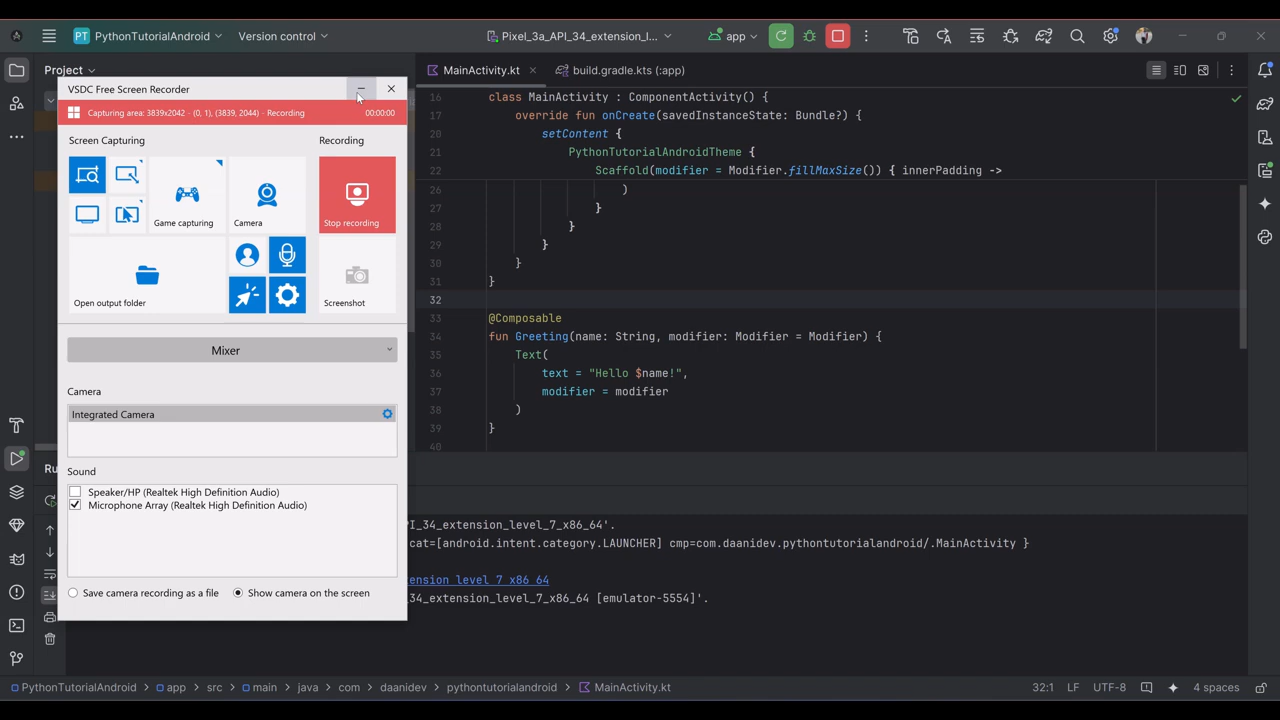 PT PythonTutorialAndroid
Version control
Pixel_3a_API_34_extension_l...
app
Project
MainActivity.kt
build.gradle.kts (:app)
VSDC Free Screen Recorder
Capturing area: 3839x2042 - (0, 1), (3839, 2044) - Recording
00:00:00
Screen Capturing
Recording
Game capturing
Camera
Stop recording
Open output folder
Screenshot
Mixer
Camera
Integrated Camera
Sound
Speaker/HP (Realtek High Definition Audio)
Microphone Array (Realtek High Definition Audio)
Save camera recording as a file
Show camera on the screen
16 class MainActivity : ComponentActivity() {
17 override fun onCreate(savedInstanceState: Bundle?) {
20 setContent {
21 PythonTutorialAndroidTheme {
22 Scaffold(modifier = Modifier.fillMaxSize()) { innerPadding ->
26 )
27 }
28 }
29 }
30 }
31 }
32
33 @Composable
34 fun Greeting(name: String, modifier: Modifier = Modifier) {
35 Text(
36 text = "Hello $name!",
37 modifier = modifier
38 )
39 }
40
Ru
PI_34_extension_level_7_x86_64'.
cat=[android.intent.category.LAUNCHER] cmp=com.daanidev.pythontutorialandroid/.MainActivity }
ension_level_7_x86_64
34_extension_level_7_x86_64 [emulator-5554]'.
PythonTutorialAndroid
app
src
main
java
com
daanidev
pythontutorialandroid
MainActivity.kt
32:1
LF
UTF-8
4 spaces